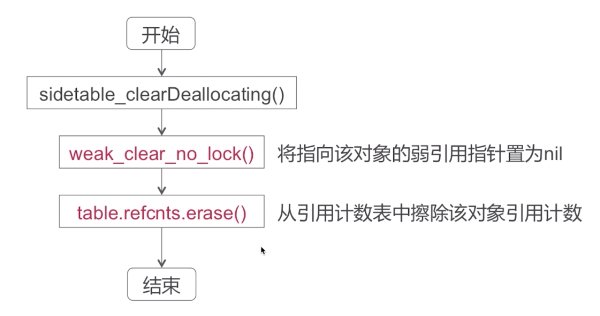 开始
sidetable_clearDeallocating()
weak_clear_no_lock() 将指向该对象的弱引用指针置为nil
table.refcnts.erase() 从引用计数表中擦除该对象引用计数
结束